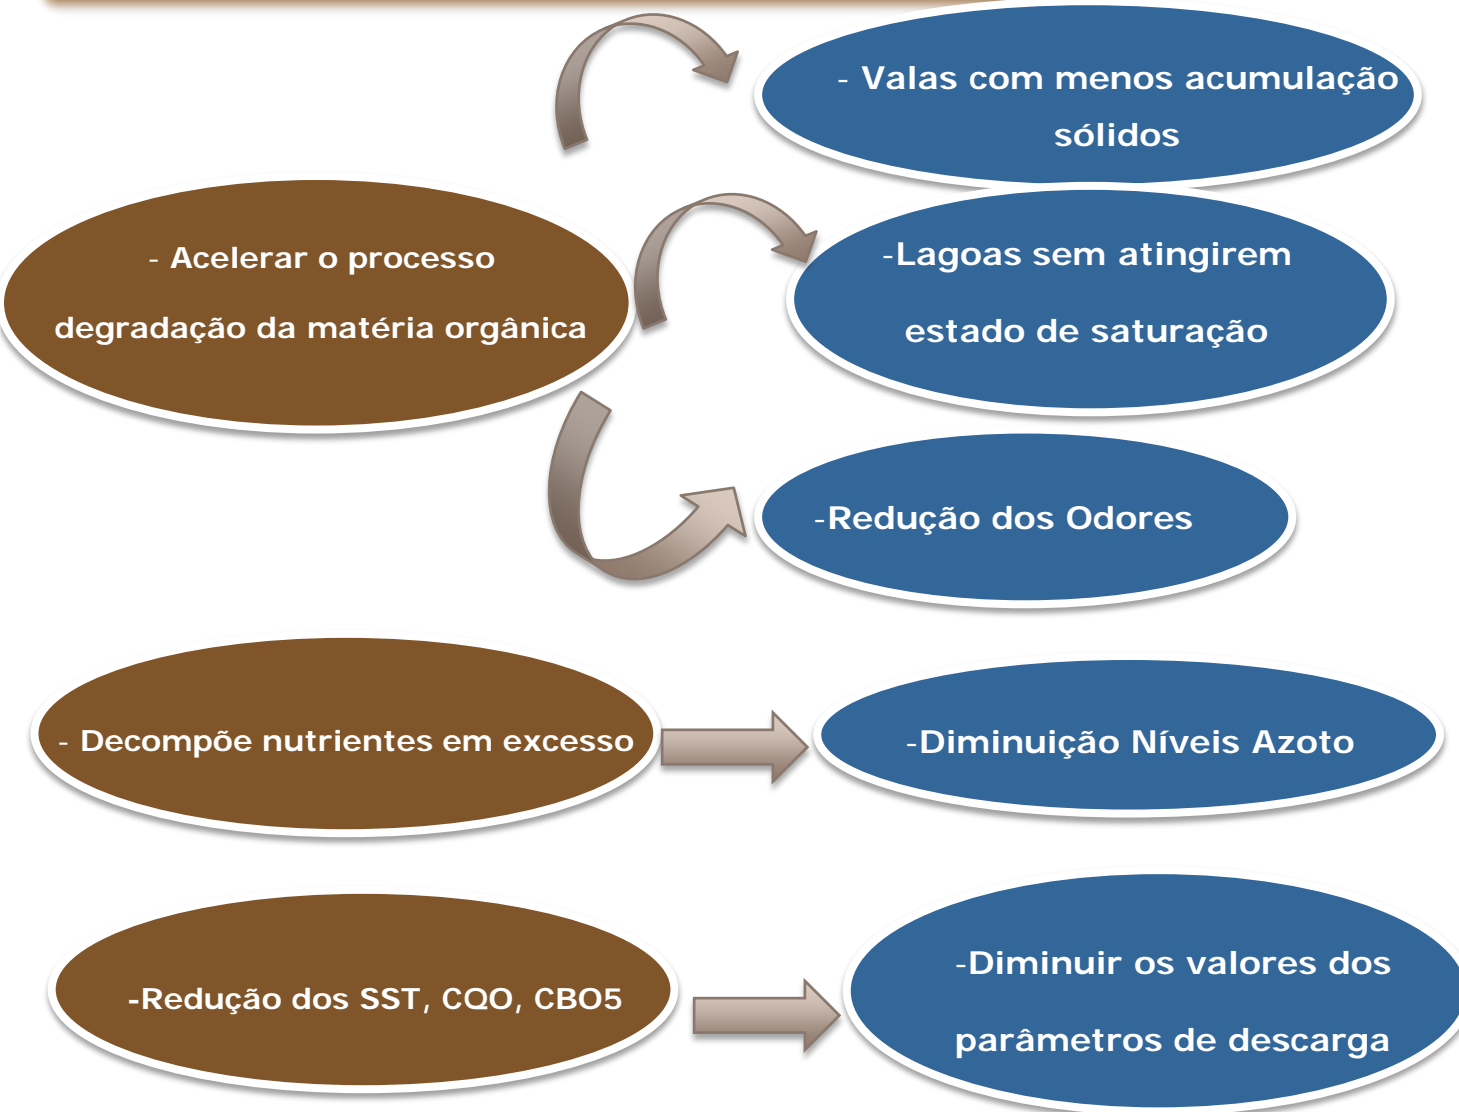 - Valas com menos acumulação
sólidos
- Acelerar o processo
degradação da matéria orgânica
-Lagoas sem atingirem
estado de saturação
-Redução dos Odores
- Decompõe nutrientes em excesso
-Diminuição Níveis Azoto
-Redução dos SST, CQO, CBO5
-Diminuir os valores dos
parâmetros de descarga